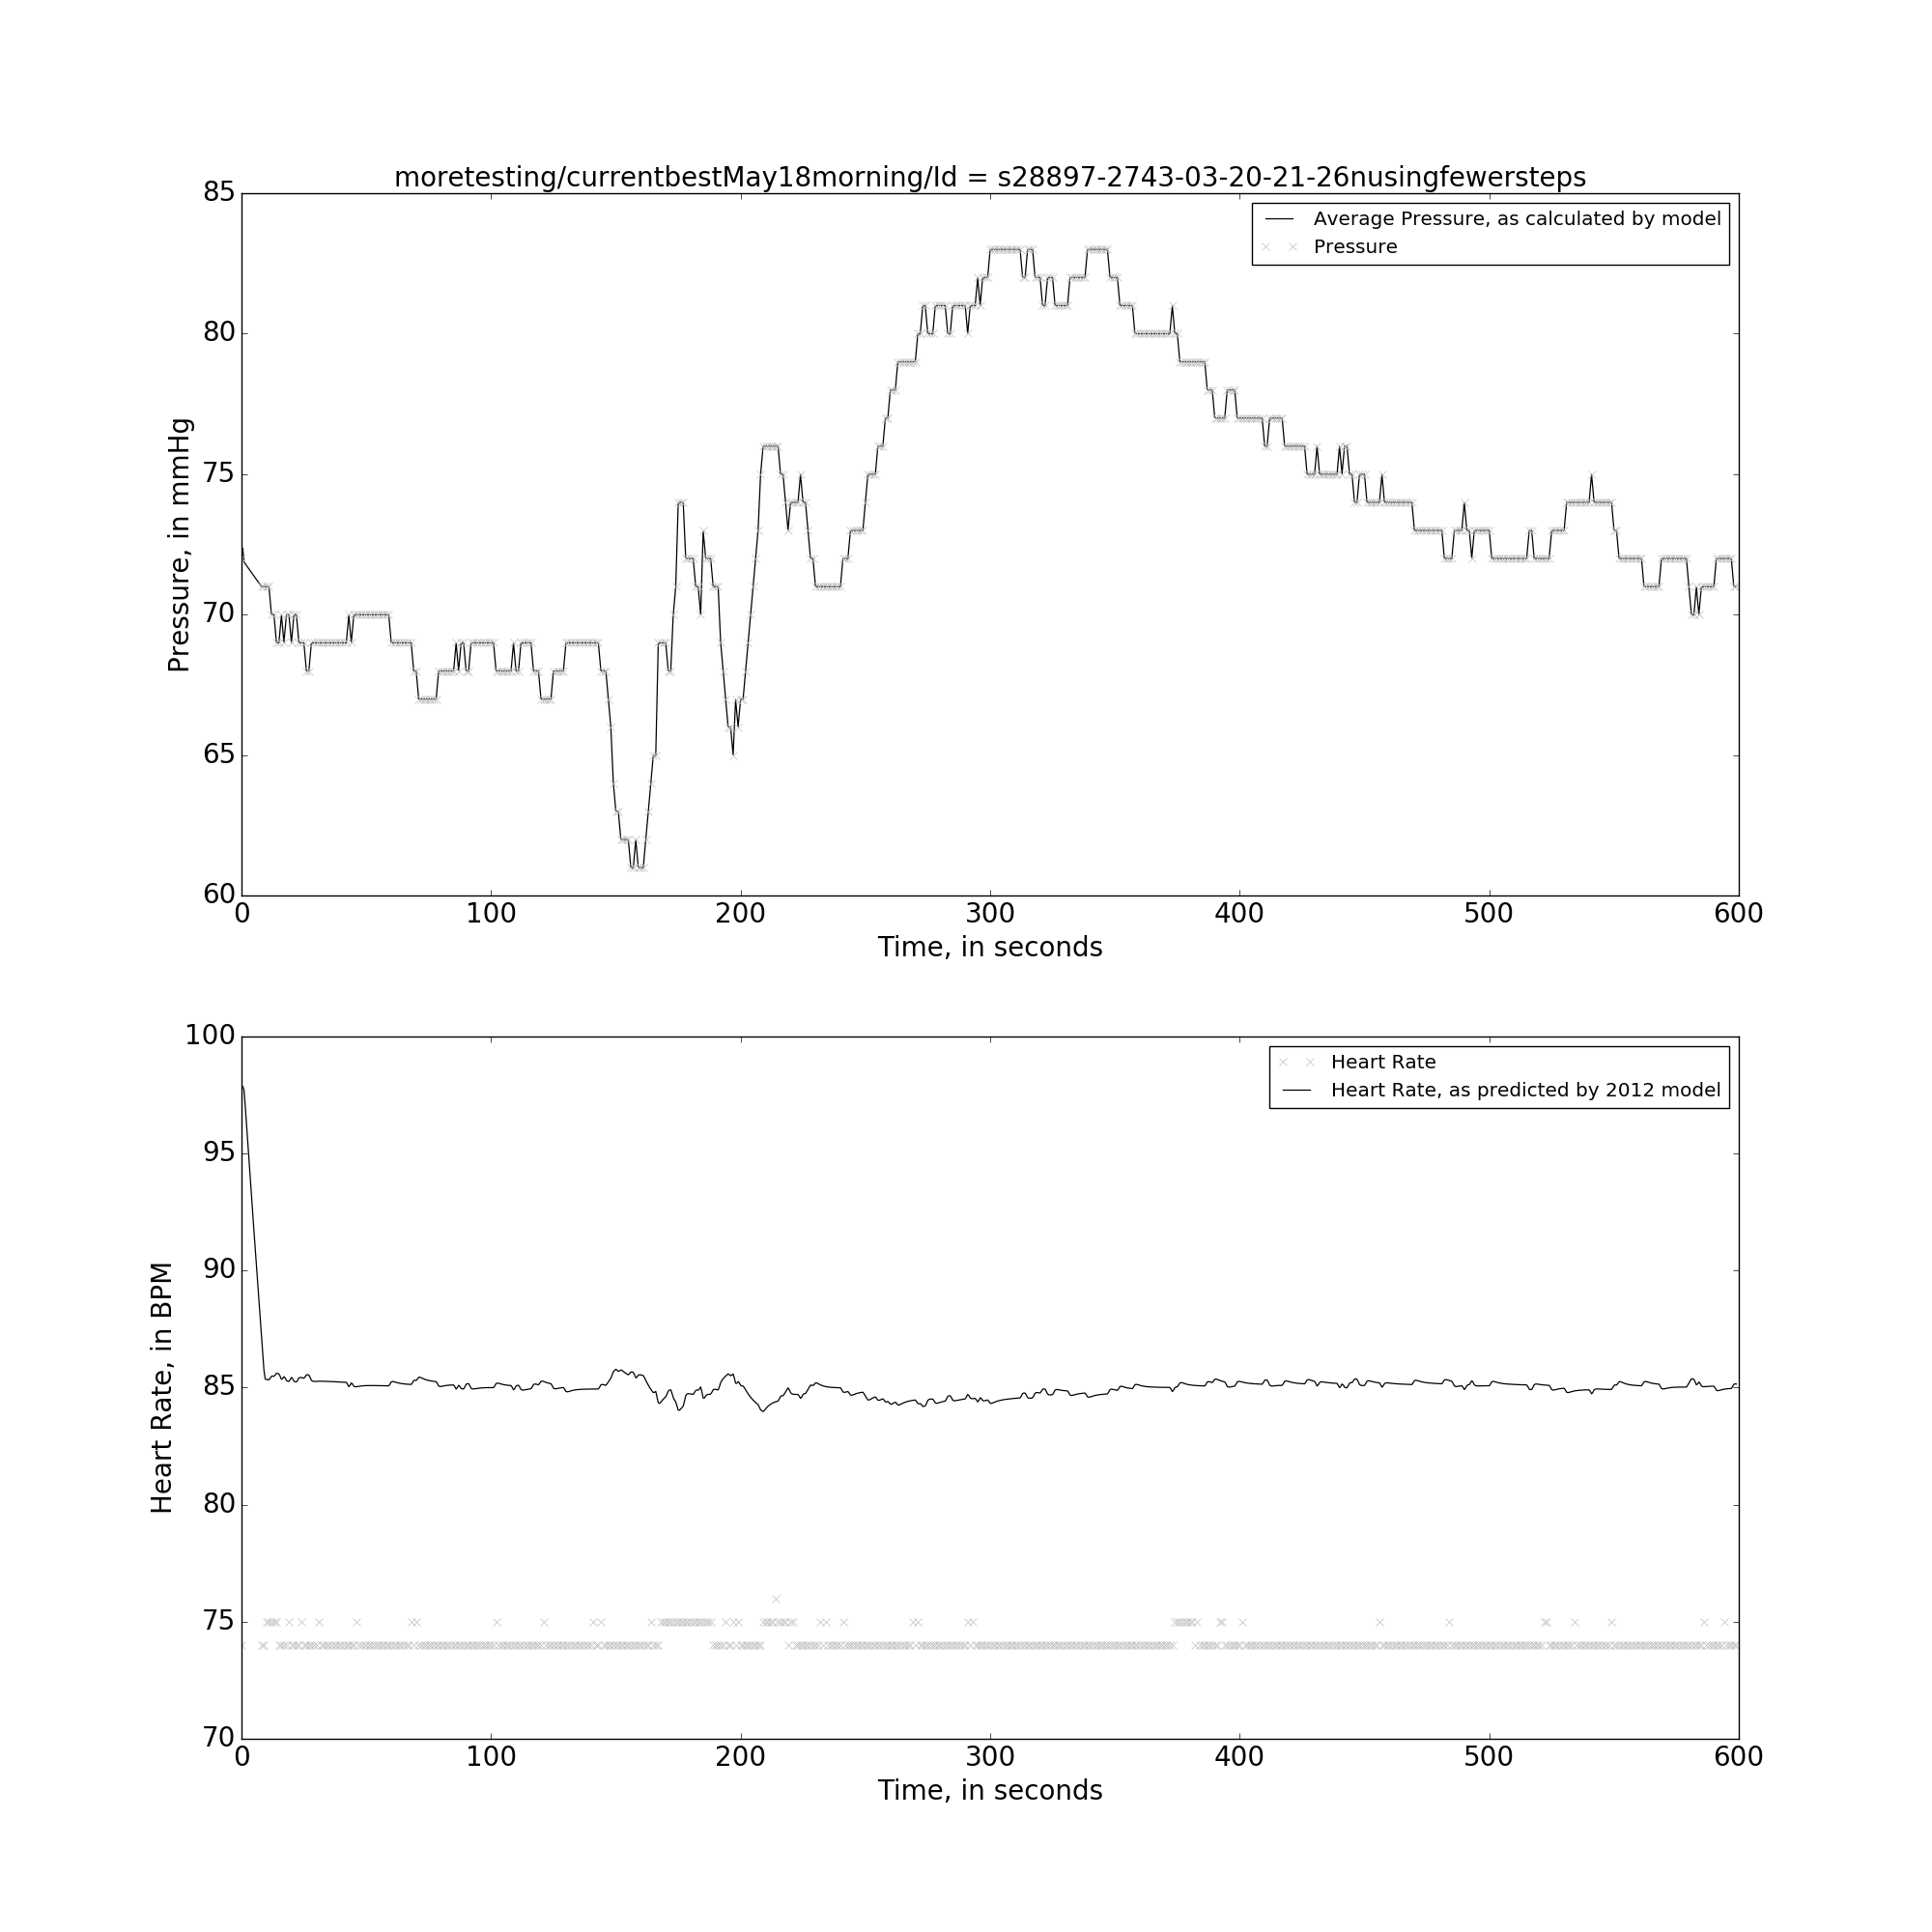 moretesting/currentbestMay18morning/Id = s28897-2743-03-20-21-26nusingfewersteps
85
80
75
70
65
60
Pressure, in mmHg
Average Pressure, as calculated by model
Pressure
0 100 200 300 400 500 600
Time, in seconds
100
95
90
85
80
75
70
Heart Rate, in BPM
Heart Rate
Heart Rate, as predicted by 2012 model
0 100 200 300 400 500 600
Time, in seconds